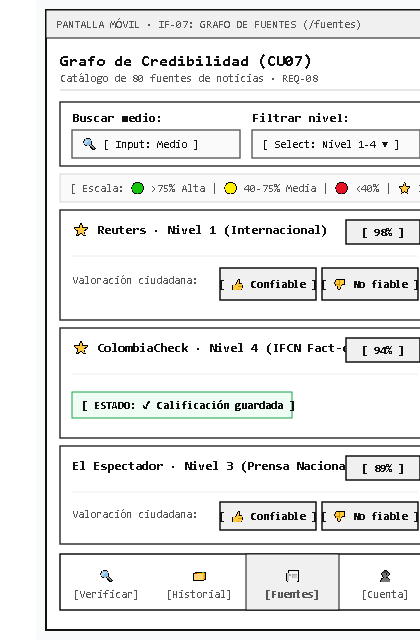 PANTALLA MÓVIL · IF-07: GRAFO DE FUENTES (/fuentes)
Grafo de Credibilidad (CU07)
Catálogo de 80 fuentes de noticias · REQ-08
Buscar medio: Filtrar nivel:
[ Input: Medio ] [ Select: Nivel 1-4 ▼ ]
[ Escala: >75% Alta | 40-75% Media | <40% |
Reuters · Nivel 1 (Internacional) [ 98% ]
Valoración ciudadana: [ 👍 Confiable ] [ 👎 No fiable ]
ColombiaCheck · Nivel 4 (IFCN Fact- [ 94% ]
[ ESTADO: ✓ Calificación guardada ]
El Espectador · Nivel 3 (Prensa Naciona [ 89% ]
Valoración ciudadana: [ 👍 Confiable ] [ 👎 No fiable ]
[Verificar] [Historial] [Fuentes] [Cuenta]